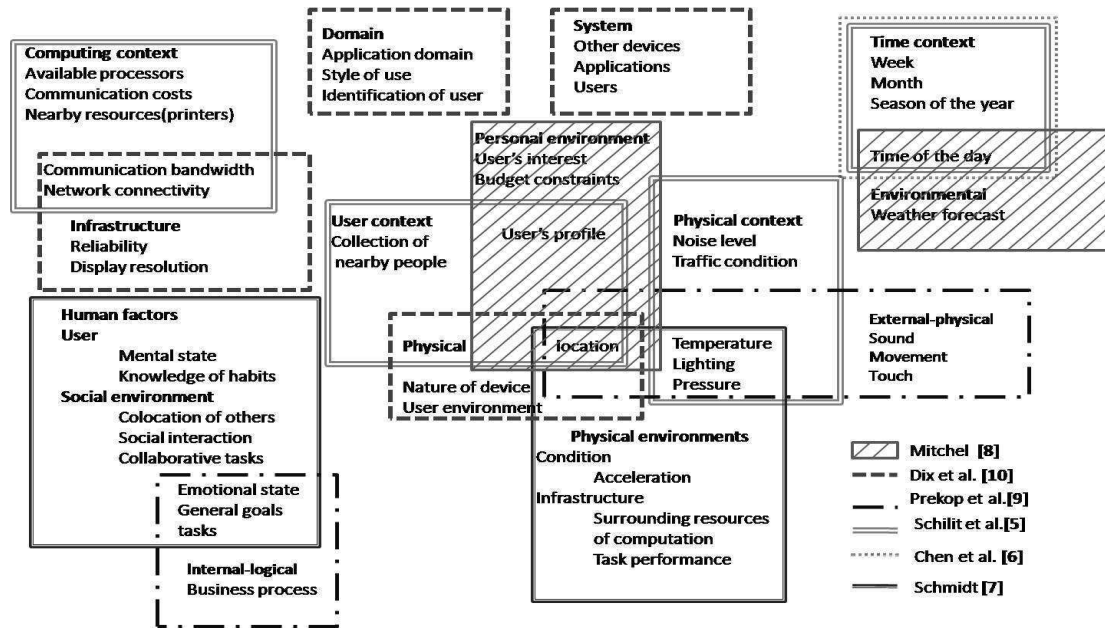 Computing context
Available processors
Communication costs
Nearby resources(printers)
Communication bandwidth
Network connectivity
Infrastructure
Reliability
Display resolution
Domain
Application domain
Style of use
Identification of user
System
Other devices
Applications
Users
Time context
Week
Month
Season of the year
Time of the day
Environmental
Weather forecast
Personal environment
User's interest
Budget constraints
User's profile
User context
Collection of
nearby people
Physical context
Noise level
Traffic condition
Physical
location
Nature of device
User environment
Temperature
Lighting
Pressure
External-physical
Sound
Movement
Touch
Human factors
User
Mental state
Knowledge of habits
Social environment
Colocation of others
Social interaction
Collaborative tasks
Emotional state
General goals
tasks
Internal-logical
Business process
Physical environments
Condition
Acceleration
Infrastructure
Surrounding resources
of computation
Task performance
Mitchel [8]
Dix et al. [10]
Prekop et al.[9]
Schilit et al.[5]
Chen et al. [6]
Schmidt [7]